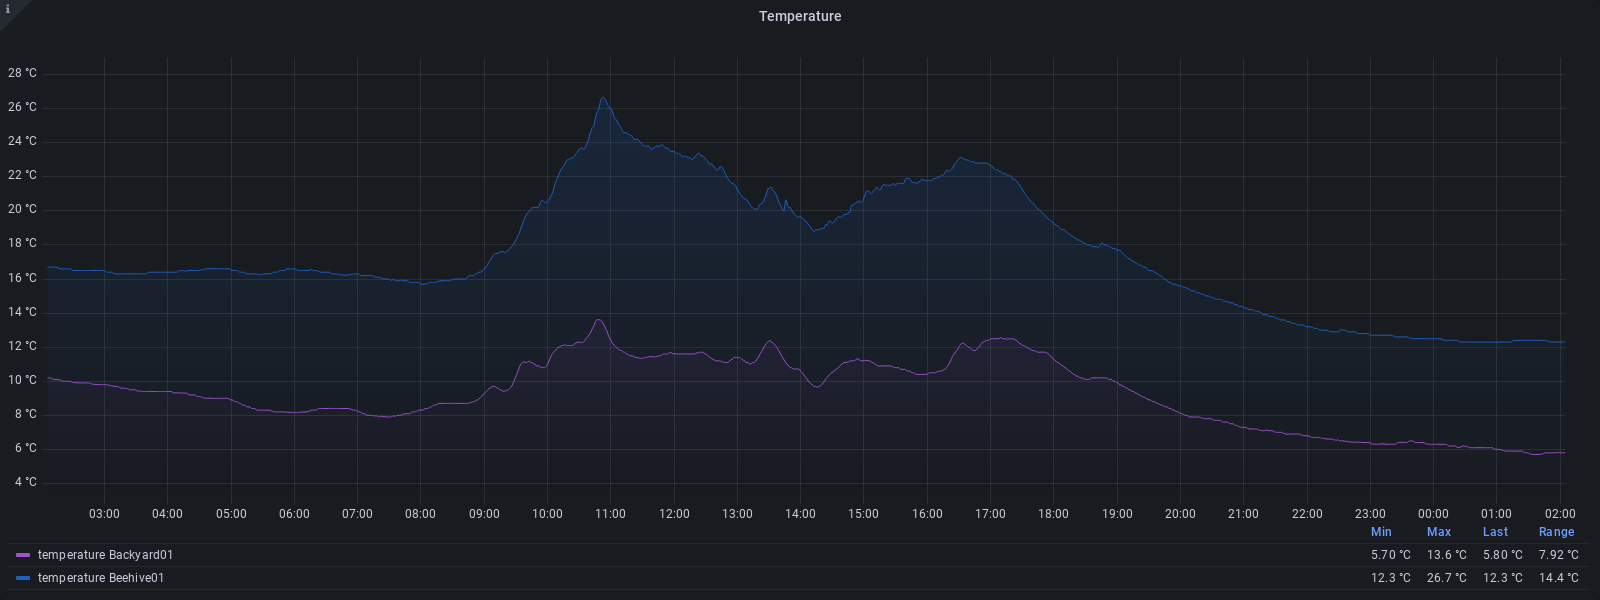 i
Temperature
28 °C
26 °C
24 °C
22 °C
20 °C
18 °C
16 °C
14 °C
12 °C
10 °C
8 °C
6 °C
4 °C
03:00 04:00 05:00 06:00 07:00 08:00 09:00 10:00 11:00 12:00 13:00 14:00 15:00 16:00 17:00 18:00 19:00 20:00 21:00 22:00 23:00 00:00 01:00 02:00
Min Max Last Range
temperature Backyard01 5.70 °C 13.6 °C 5.80 °C 7.92 °C
temperature Beehive01 12.3 °C 26.7 °C 12.3 °C 14.4 °C